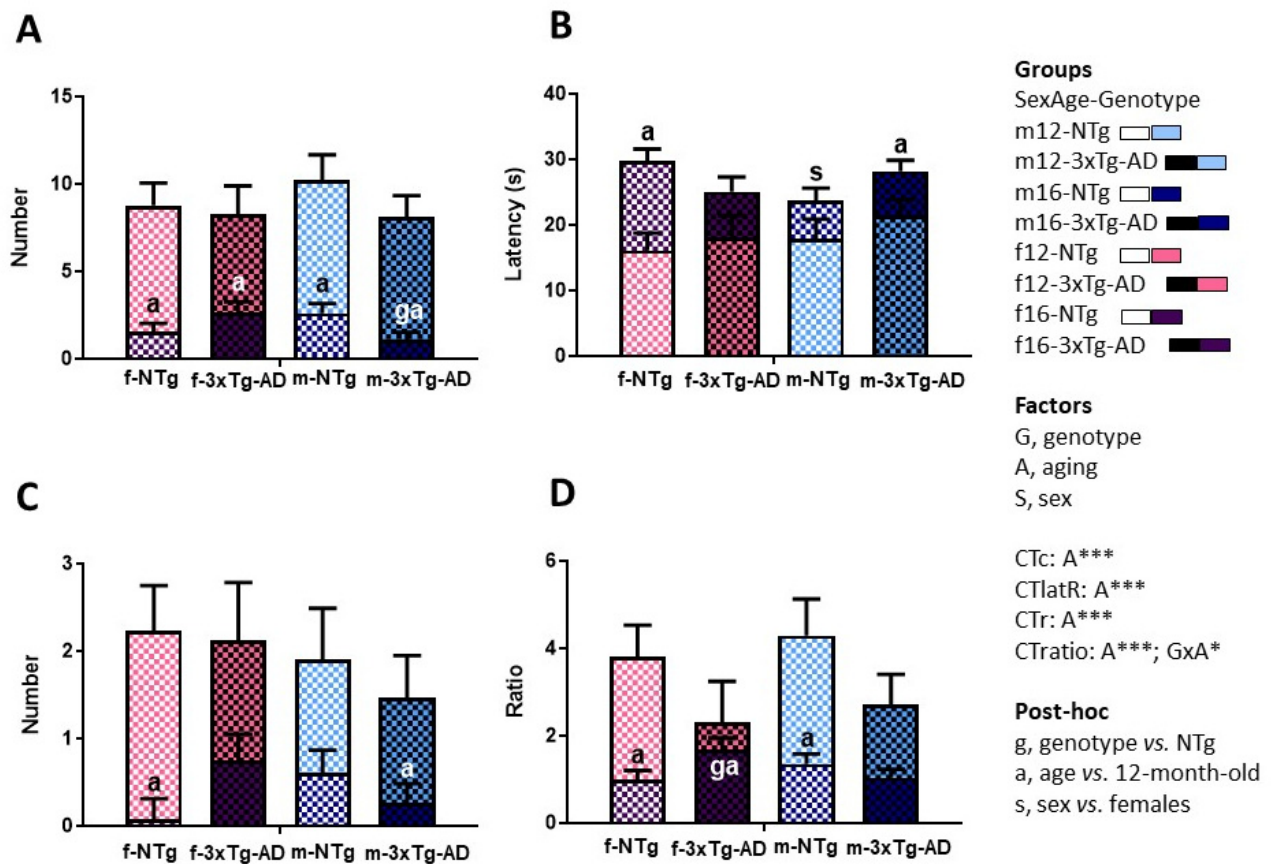 A
Number
15
10
5
0
a
a
a
ga
f-NTg f-3xTg-AD m-NTg m-3xTg-AD
B
Latency (s)
40
30
20
10
0
a
s
a
f-NTg f-3xTg-AD m-NTg m-3xTg-AD
Groups
SexAge-Genotype
m12-NTg
m12-3xTg-AD
m16-NTg
m16-3xTg-AD
f12-NTg
f12-3xTg-AD
f16-NTg
f16-3xTg-AD
Factors
G, genotype
A, aging
S, sex
C
Number
3
2
1
0
a
a
f-NTg f-3xTg-AD m-NTg m-3xTg-AD
D
Ratio
6
4
2
0
a
ga
a
f-NTg f-3xTg-AD m-NTg m-3xTg-AD
CTc: A***
CTlatR: A***
CTr: A***
CTratio: A***; GxA*
Post-hoc
g, genotype vs. NTg
a, age vs. 12-month-old
s, sex vs. females